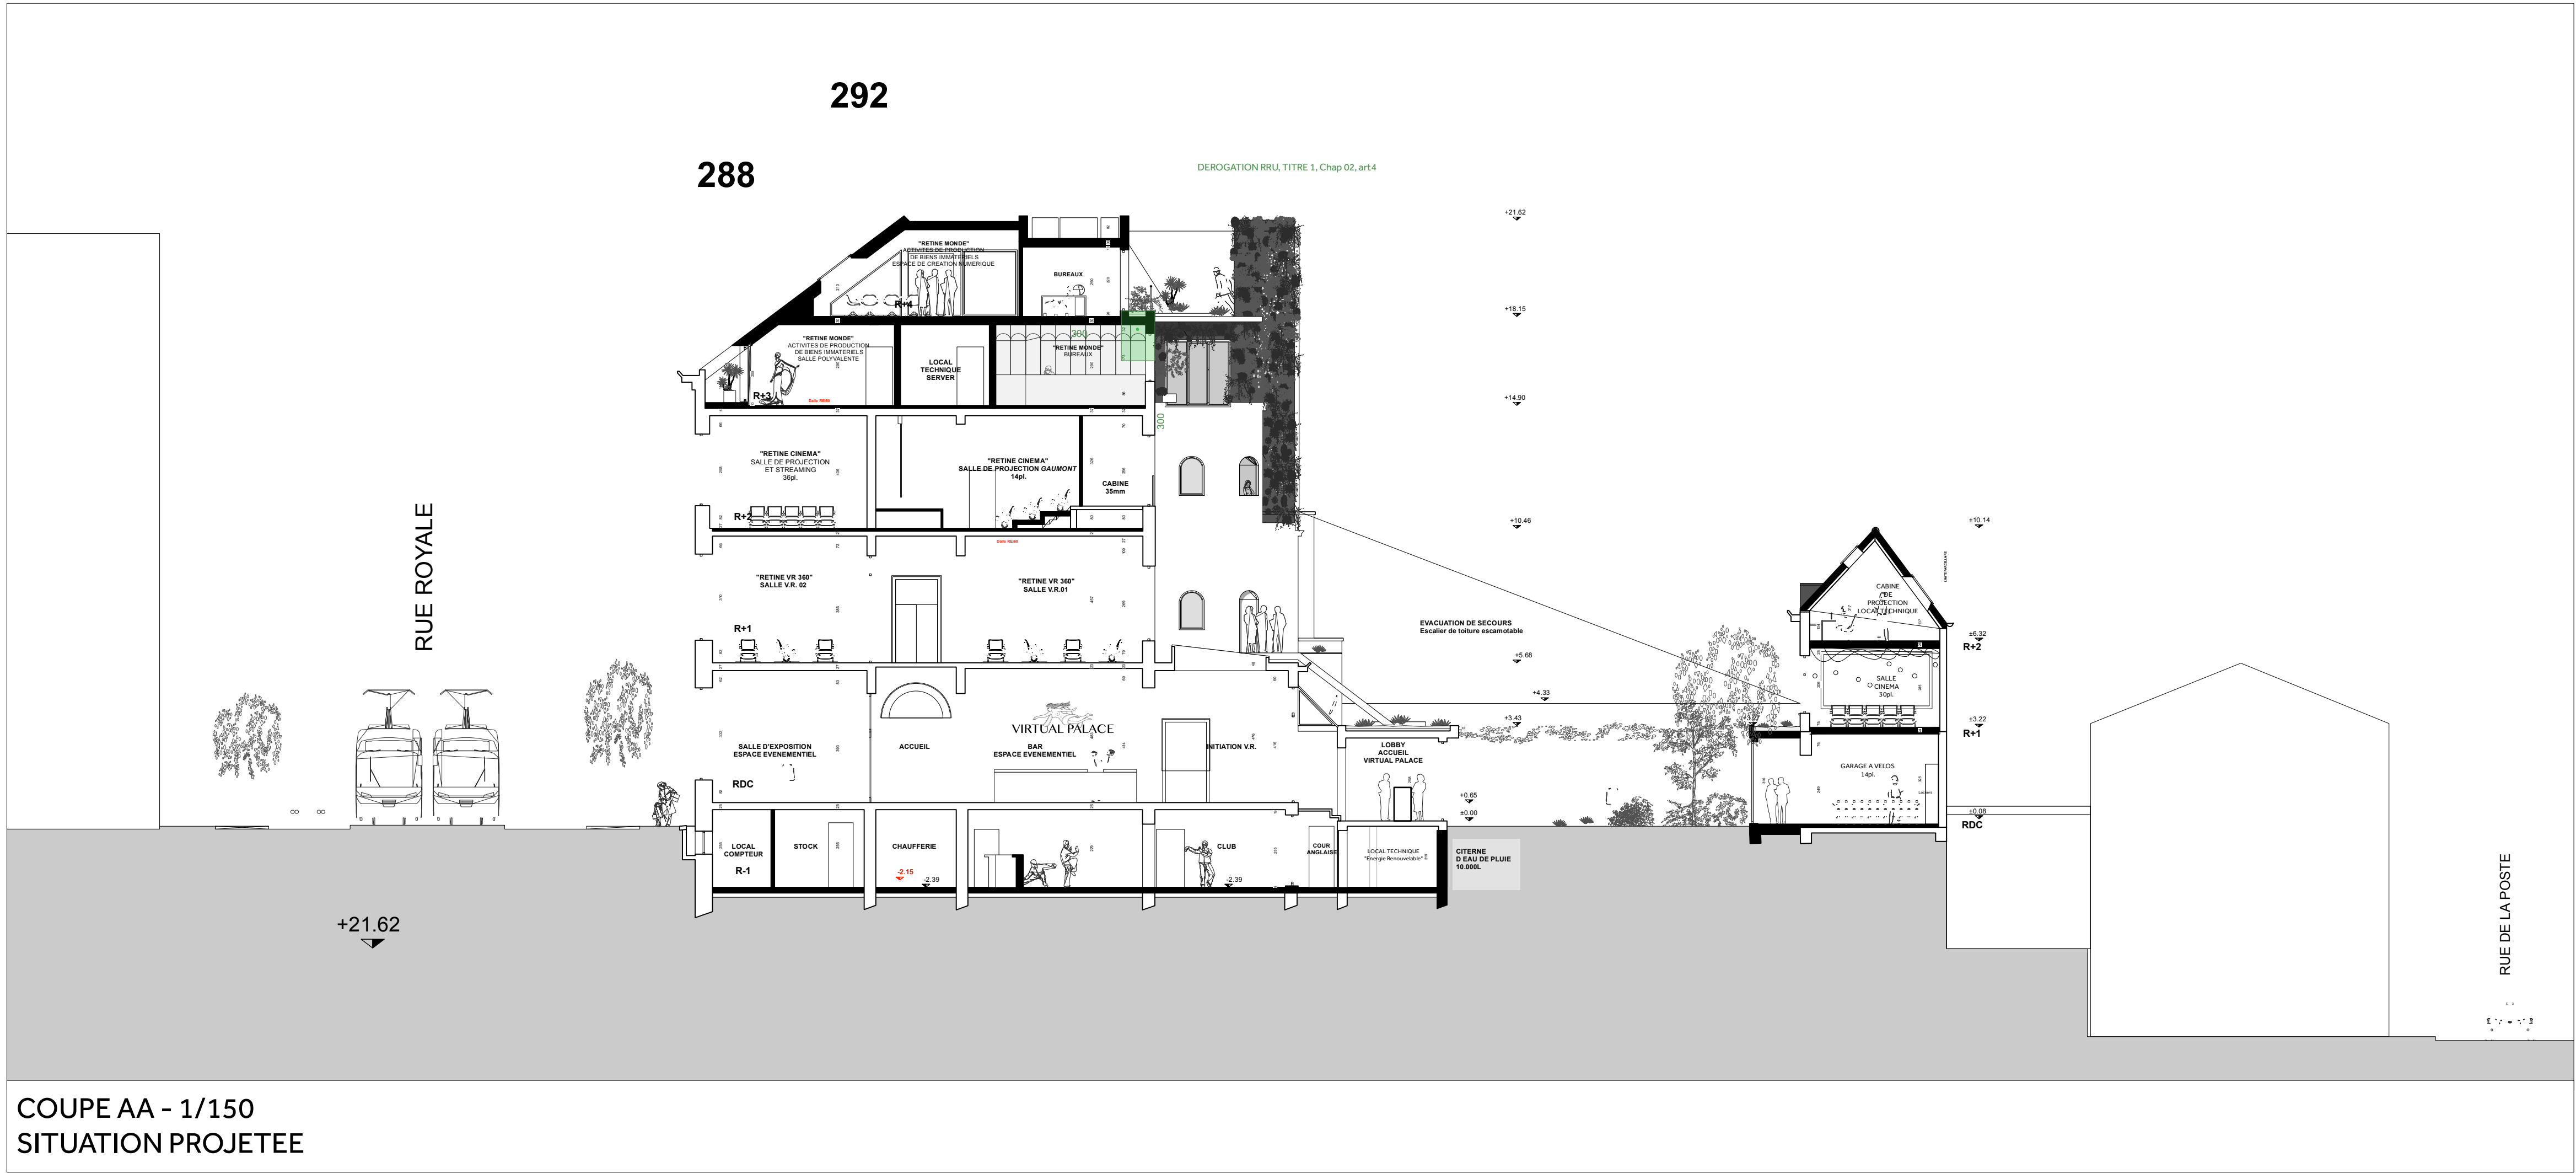 292
288
DEROGATION RRU, TITRE 1, Chap 02, art4
+21.62
"RETINE MONDE"
ACTIVITES DE PRODUCTION
DE BIENS IMMATERIELS
ESPACE DE CREATION NUMERIQUE
BUREAUX
R+4
+18.15
300
"RETINE MONDE"
ACTIVITES DE PRODUCTION
DE BIENS IMMATERIELS
SALLE POLYVALENTE
LOCAL
TECHNIQUE
SERVER
"RETINE MONDE"
BUREAUX
R+3
Dalle REI60
+14.90
300
"RETINE CINEMA"
SALLE DE PROJECTION
ET STREAMING
36pl.
"RETINE CINEMA"
SALLE DE PROJECTION GAUMONT
14pl.
CABINE
35mm
R+2
+10.46
±10.14
Dalle REI60
RUE ROYALE
"RETINE VR 360"
SALLE V.R. 02
"RETINE VR 360"
SALLE V.R.01
R+1
EVACUATION DE SECOURS
Escalier de toiture escamotable
CABINE
DE
PROJECTION
LOCAL TECHNIQUE
±6.32
R+2
+5.68
+4.33
+3.43
SALLE
CINEMA
30pl.
±3.22
R+1
VIRTUAL PALACE
SALLE D'EXPOSITION
ESPACE EVENEMENTIEL
ACCUEIL
BAR
ESPACE EVENEMENTIEL
INITIATION V.R.
LOBBY
ACCUEIL
VIRTUAL PALACE
GARAGE A VELOS
14pl.
RDC
+0.65
±0.00
±0.08
RDC
LOCAL
COMPTEUR
R-1
STOCK
CHAUFFERIE
-2.15
-2.39
CLUB
-2.39
COUR
ANGLAISE
LOCAL TECHNIQUE
"Energie Renouvelable"
CITERNE
D EAU DE PLUIE
10.000L
+21.62
RUE DE LA POSTE
COUPE AA - 1/150
SITUATION PROJETEE